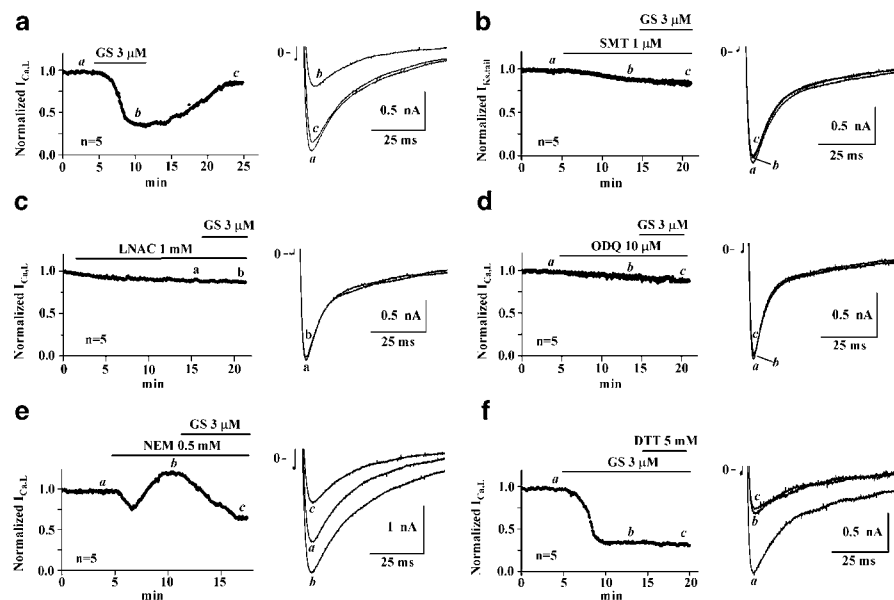 a
GS 3 µM
Normalized I_Ca,L
1.0
0.5
0.0
a
b
c
n=5
0 5 10 15 20 25
min
0-
b
c
a
0.5 nA
25 ms
b
GS 3 µM
SMT 1 µM
Normalized I_Ks,tail
1.0
0.5
0.0
a
b
c
n=5
0 5 10 15 20
min
0-
c
a
b
0.5 nA
25 ms
c
GS 3 µM
LNAC 1 mM
Normalized I_Ca,L
1.0
0.5
0.0
a
b
n=5
0 5 10 15 20
min
0-
b
a
0.5 nA
25 ms
d
GS 3 µM
ODQ 10 µM
Normalized I_Ca,L
1.0
0.5
0.0
a
b
c
n=5
0 5 10 15 20
min
0-
c
a
b
0.5 nA
25 ms
e
GS 3 µM
NEM 0.5 mM
Normalized I_Ca,L
1.0
0.5
0.0
a
b
c
n=5
0 5 10 15
min
0-
c
a
b
1 nA
25 ms
f
DTT 5 mM
GS 3 µM
Normalized I_Ca,L
1.0
0.5
0.0
a
b
c
n=5
0 5 10 15 20
min
0-
c
b
a
0.5 nA
25 ms